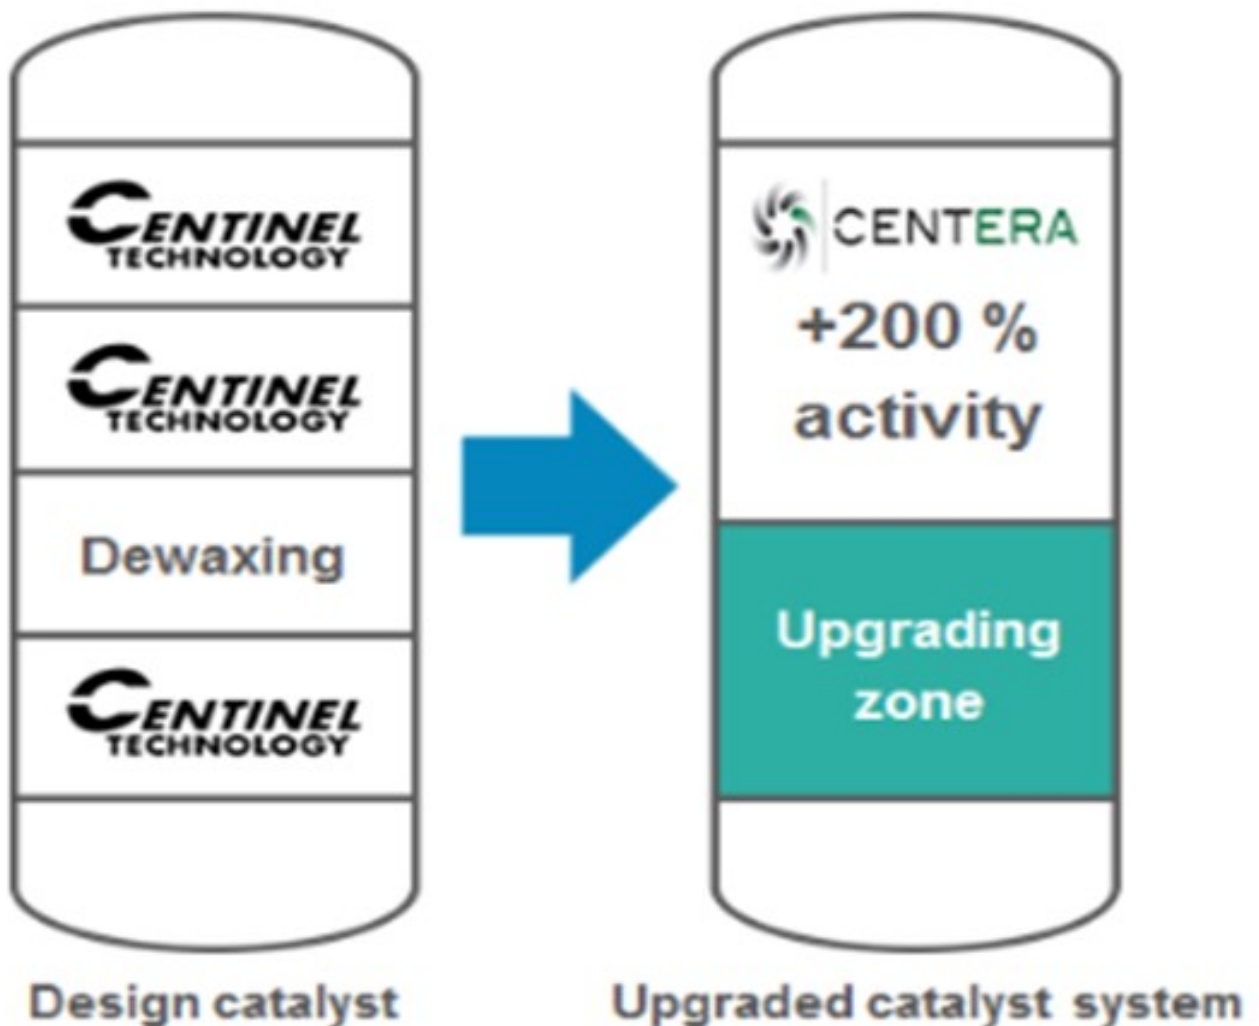 CENTINEL
TECHNOLOGY
CENTINEL
TECHNOLOGY
Dewaxing
CENTINEL
TECHNOLOGY
Design catalyst
CENTERA
+200 %
activity
Upgrading
zone
Upgraded catalyst system